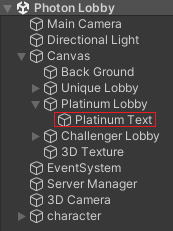 Photon Lobby
Main Camera
Directional Light
Canvas
Back Ground
Unique Lobby
Platinum Lobby
Platinum Text
Challenger Lobby
3D Texture
EventSystem
Server Manager
3D Camera
character